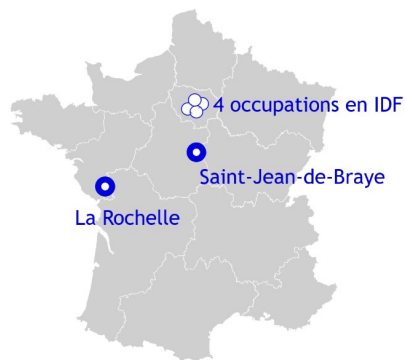 4 occupations en IDF
Saint-Jean-de-Braye
La Rochelle